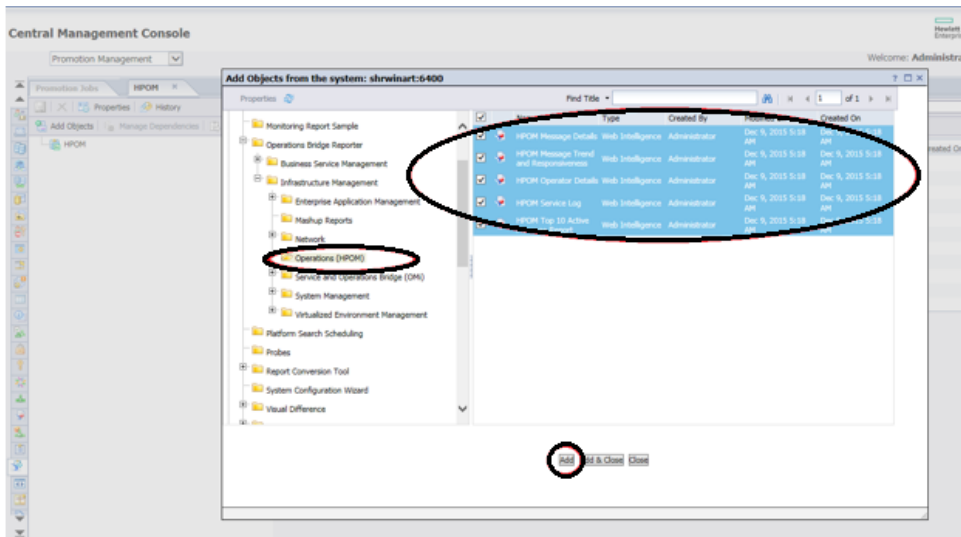 Central Management Console
Hewlett
Enterprise
Promotion Management
Welcome: Administra
Promotion Jobs
HPOM
Properties
History
Add Objects
Manage Dependencies
HPOM
Add Objects from the system: shrwinart:6400
Properties
Find Title
1
of 1
Monitoring Report Sample
Operations Bridge Reporter
Business Service Management
Infrastructure Management
Enterprise Application Management
Mashup Reports
Network
Operations (HPOM)
Service and Operations Bridge (OMi)
System Management
Virtualized Environment Management
Platform Search Scheduling
Probes
Report Conversion Tool
System Configuration Wizard
Visual Difference
Type Created By Created On
HPOM Message Details Web Intelligence Administrator Dec 9, 2015 5:18 AM Dec 9, 2015 5:18 AM
HPOM Message Trend and Responsiveness Web Intelligence Administrator Dec 9, 2015 5:18 AM Dec 9, 2015 5:18 AM
HPOM Operator Details Web Intelligence Administrator Dec 9, 2015 5:18 AM Dec 9, 2015 5:18 AM
HPOM Service Log Web Intelligence Administrator Dec 9, 2015 5:18 AM Dec 9, 2015 5:18 AM
HPOM Top 10 Active Report Web Intelligence Administrator Dec 9, 2015 5:18 Dec 9, 2015 5:18
Add
& Close
Close